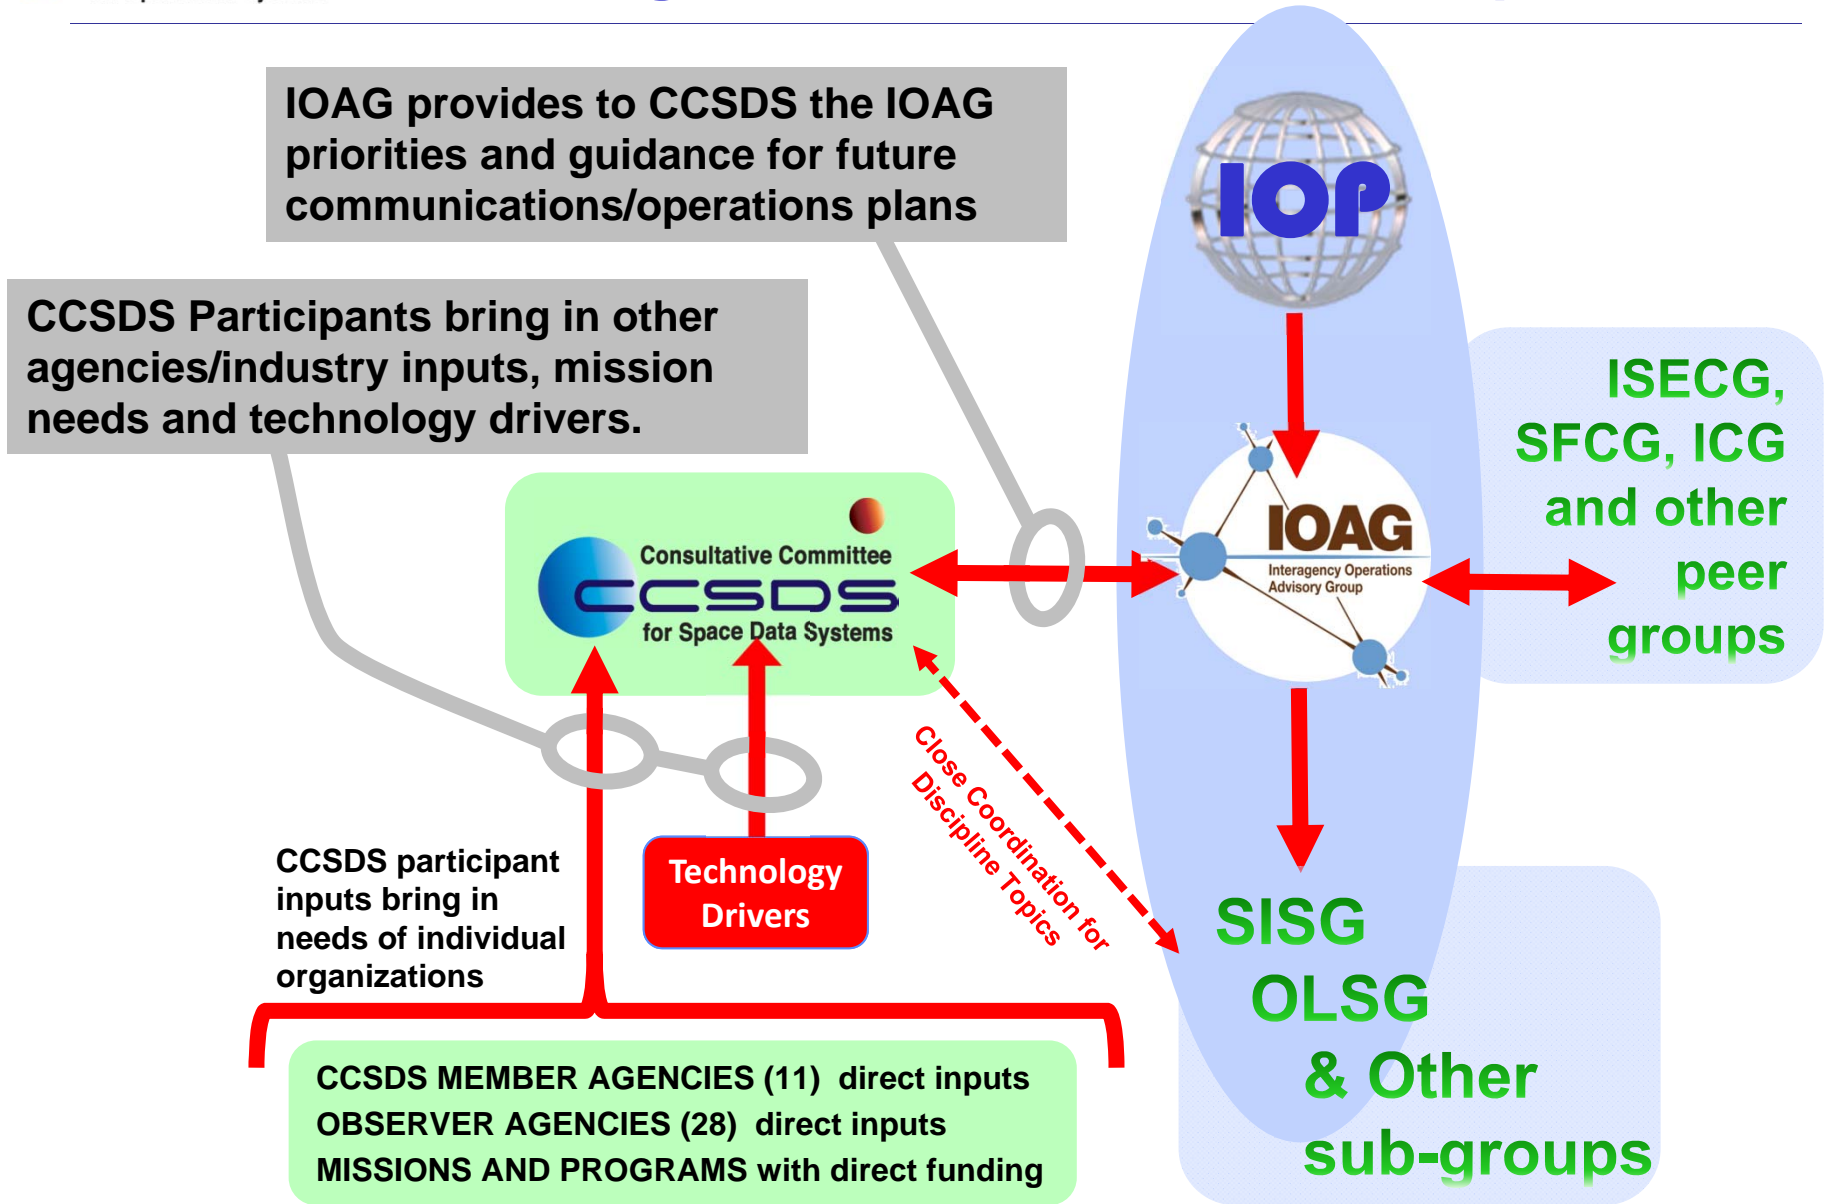 IOAG provides to CCSDS the IOAG
priorities and guidance for future
communications/operations plans
IOP
CCSDS Participants bring in other
agencies/industry inputs, mission
needs and technology drivers.
ISECG,
SFCG, ICG
and other
peer
groups
Consultative Committee
CCSDS
for Space Data Systems
IOAG
Interagency Operations
Advisory Group
Close Coordination for
Discipline Topics
CCSDS participant
inputs bring in
needs of individual
organizations
Technology
Drivers
SISG
OLSG
& Other
sub-groups
CCSDS MEMBER AGENCIES (11) direct inputs
OBSERVER AGENCIES (28) direct inputs
MISSIONS AND PROGRAMS with direct funding